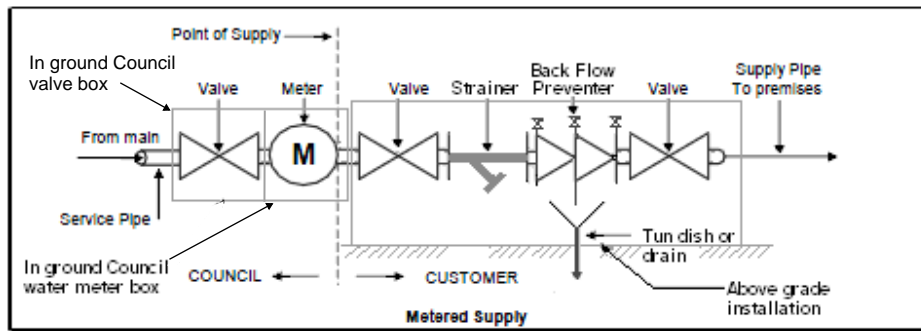 Point of Supply
In ground Council
valve box
Valve
Meter
Valve
Strainer
Back Flow
Preventer
Valve
Supply Pipe
To premises
From main
M
Service Pipe
Tun dish or
drain
In ground Council
water meter box
COUNCIL
CUSTOMER
Above grade
installation
Metered Supply